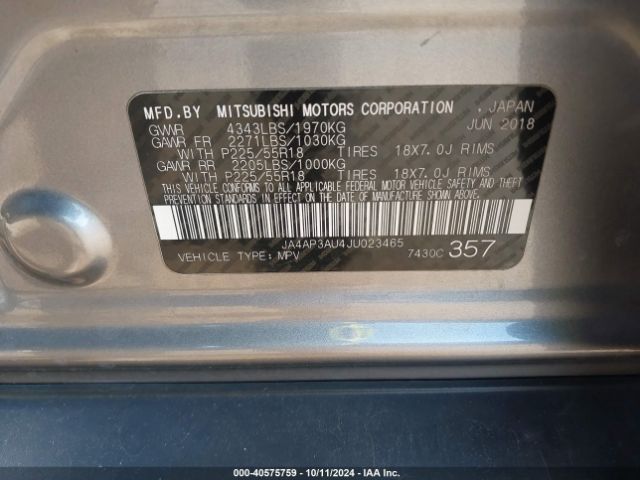 MFD.BY MITSUBISHI MOTORS CORPORATION , JAPAN
GVWR 4343LBS/1970KG JUN 2018
GAWR FR 2271LBS/1030KG
WITH P225/55R18 TIRES 18X7.0J RIMS
GAWR RR 2205LBS/1000KG
WITH P225/55R18 TIRES 18X7.0J RIMS
THIS VEHICLE CONFORMS TO ALL APPLICABLE FEDERAL MOTOR VEHICLE SAFETY AND THEFT
PREVENTION STANDARDS IN EFFECT ON THE DATE OF MANUFACTURE SHOWN ABOVE.
JA4AP3AU4JU023465
VEHICLE TYPE: MPV 7430C 357
000-40575759 - 10/11/2024 - IAA Inc.